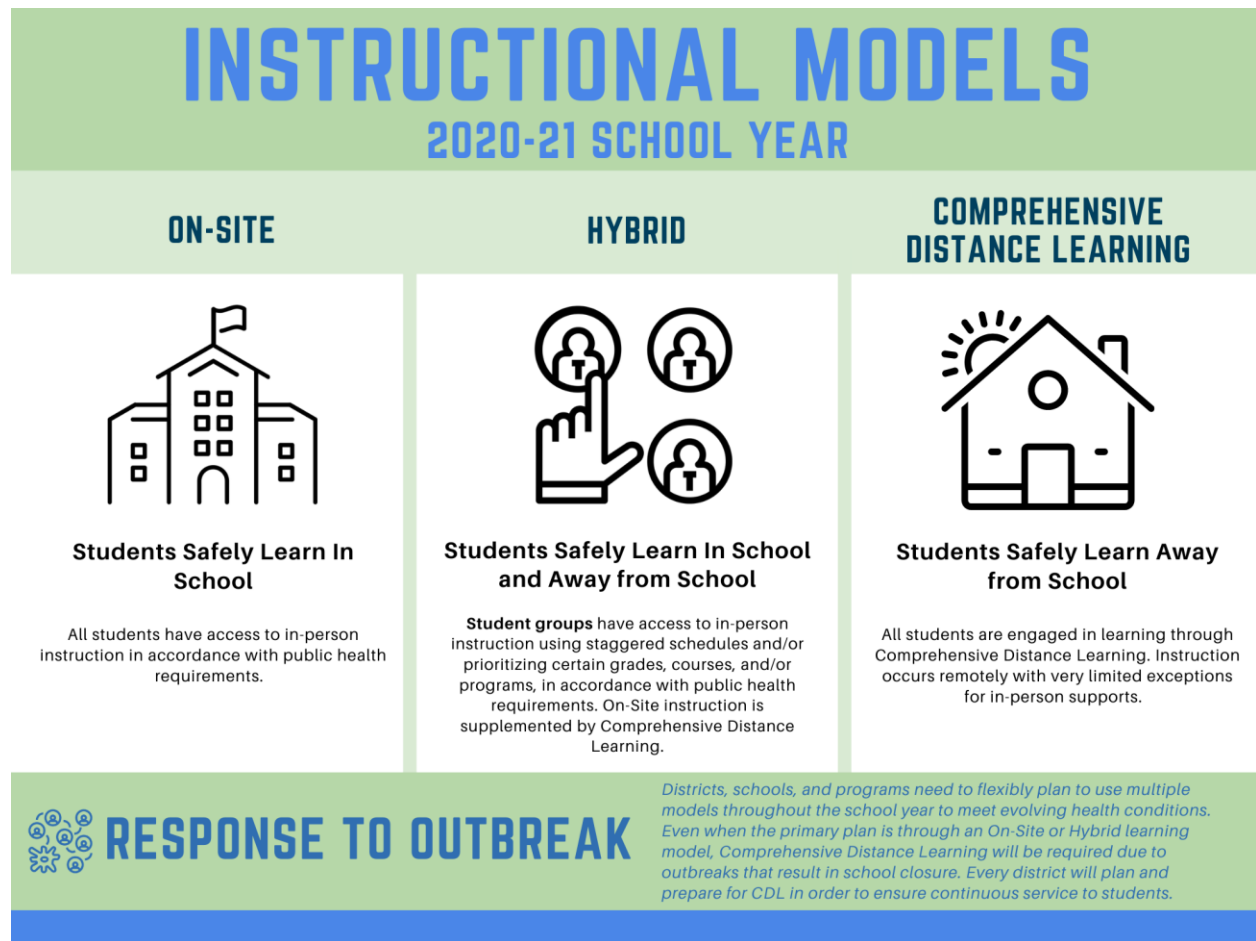 INSTRUCTIONAL MODELS
2020-21 SCHOOL YEAR
ON-SITE
Students Safely Learn In
School
All students have access to in-person
instruction in accordance with public health
requirements.
HYBRID
Students Safely Learn In School
and Away from School
Student groups have access to in-person
instruction using staggered schedules and/or
prioritizing certain grades, courses, and/or
programs, in accordance with public health
requirements. On-Site instruction is
supplemented by Comprehensive Distance
Learning.
COMPREHENSIVE
DISTANCE LEARNING
Students Safely Learn Away
from School
All students are engaged in learning through
Comprehensive Distance Learning. Instruction
occurs remotely with very limited exceptions
for in-person supports.
RESPONSE TO OUTBREAK
Districts, schools, and programs need to flexibly plan to use multiple
models throughout the school year to meet evolving health conditions.
Even when the primary plan is through an On-Site or Hybrid learning
model, Comprehensive Distance Learning will be required due to
outbreaks that result in school closure. Every district will plan and
prepare for CDL in order to ensure continuous service to students.